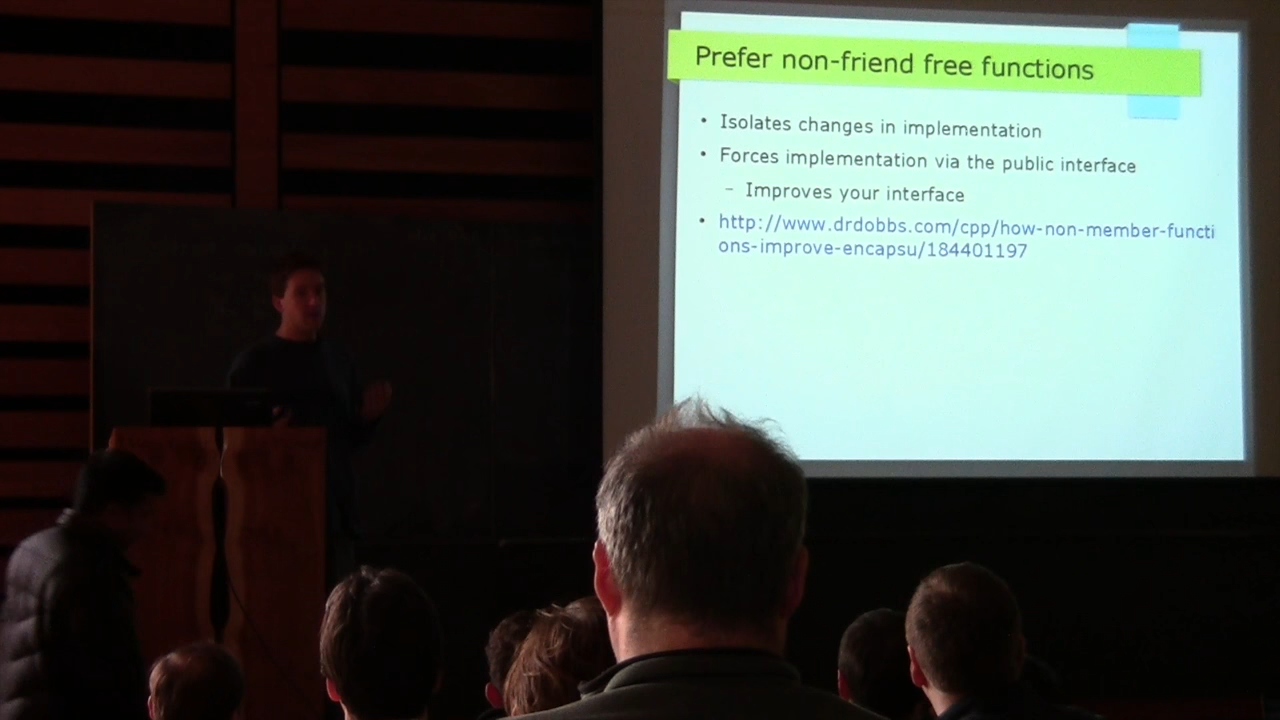 Prefer non-friend free functions
• Isolates changes in implementation
• Forces implementation via the public interface
– Improves your interface
• http://www.drdobbs.com/cpp/how-non-member-functi
ons-improve-encapsu/184401197